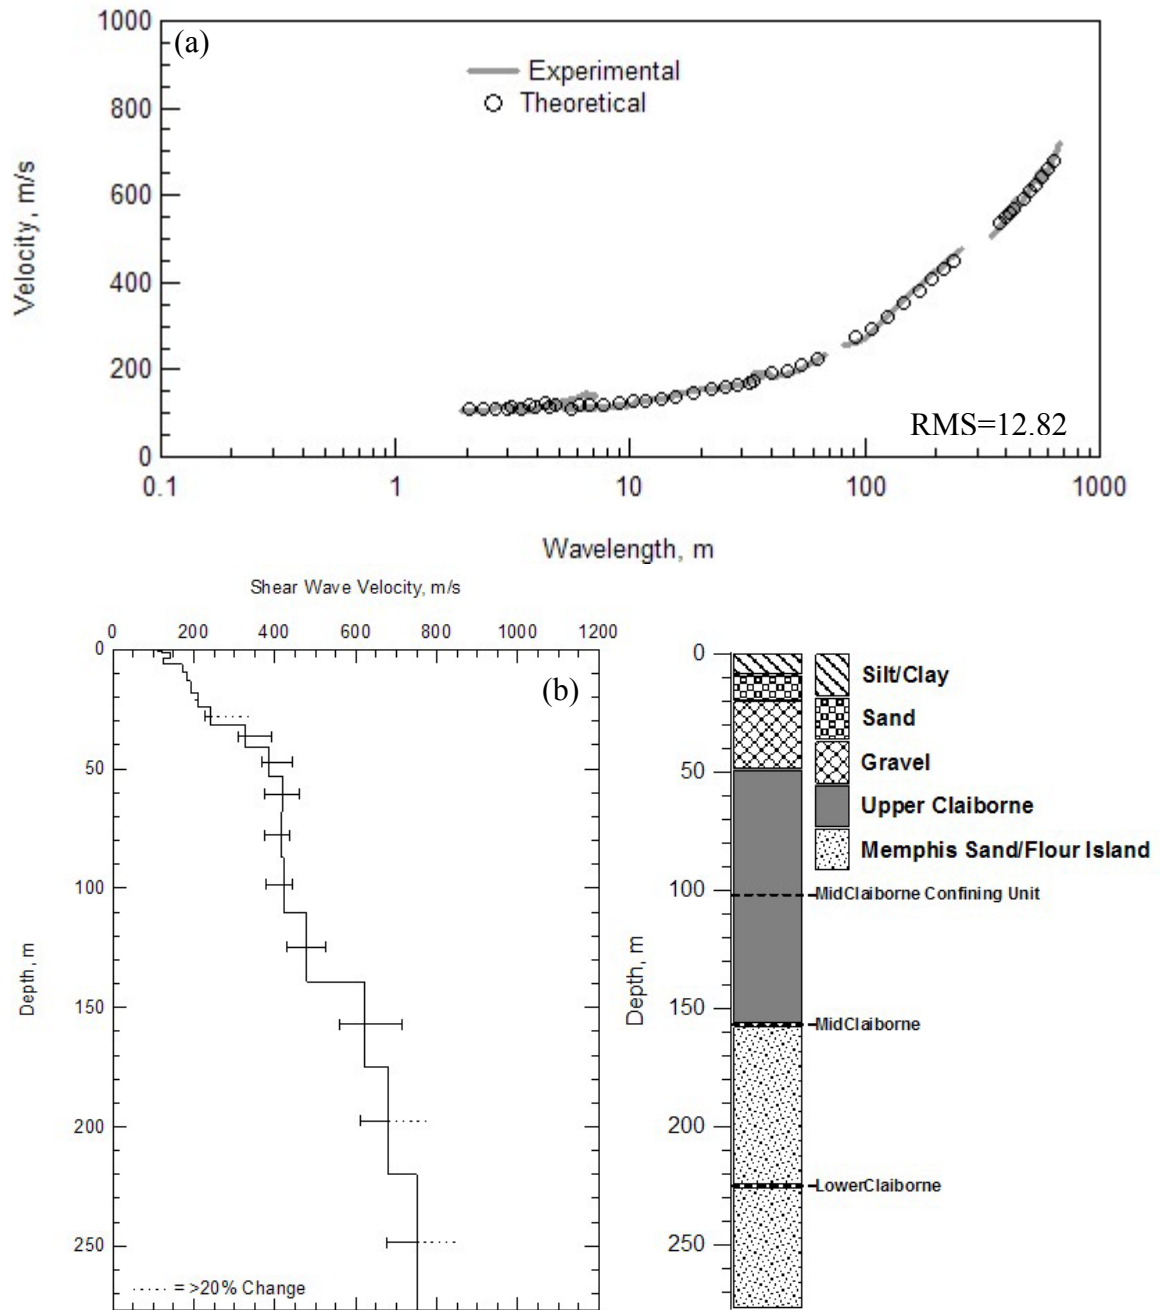 1000
(a)
Experimental
Theoretical
800
600
400
200
0
Velocity, m/s
RMS=12.82
0.1 1 10 100 1000
Wavelength, m
Shear Wave Velocity, m/s
0 200 400 600 800 1000 1200
(b)
0
50
100
150
200
250
Depth, m
= >20% Change
0
50
100
150
200
250
Depth, m
Silt/Clay
Sand
Gravel
Upper Claiborne
Memphis Sand/Flour Island
MidClaiborne Confining Unit
MidClaiborne
LowerClaiborne